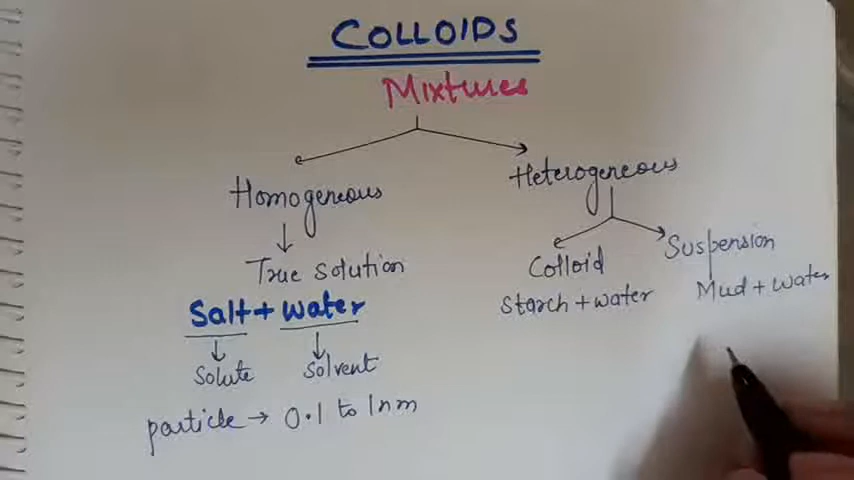 COLLOIDS
Mixtures
Homogeneous
Heterogeneous
True solution
Colloid
Suspension
Salt + water
Starch + water
Mud + water
Solute
Solvent
particle → 0.1 to 1nm